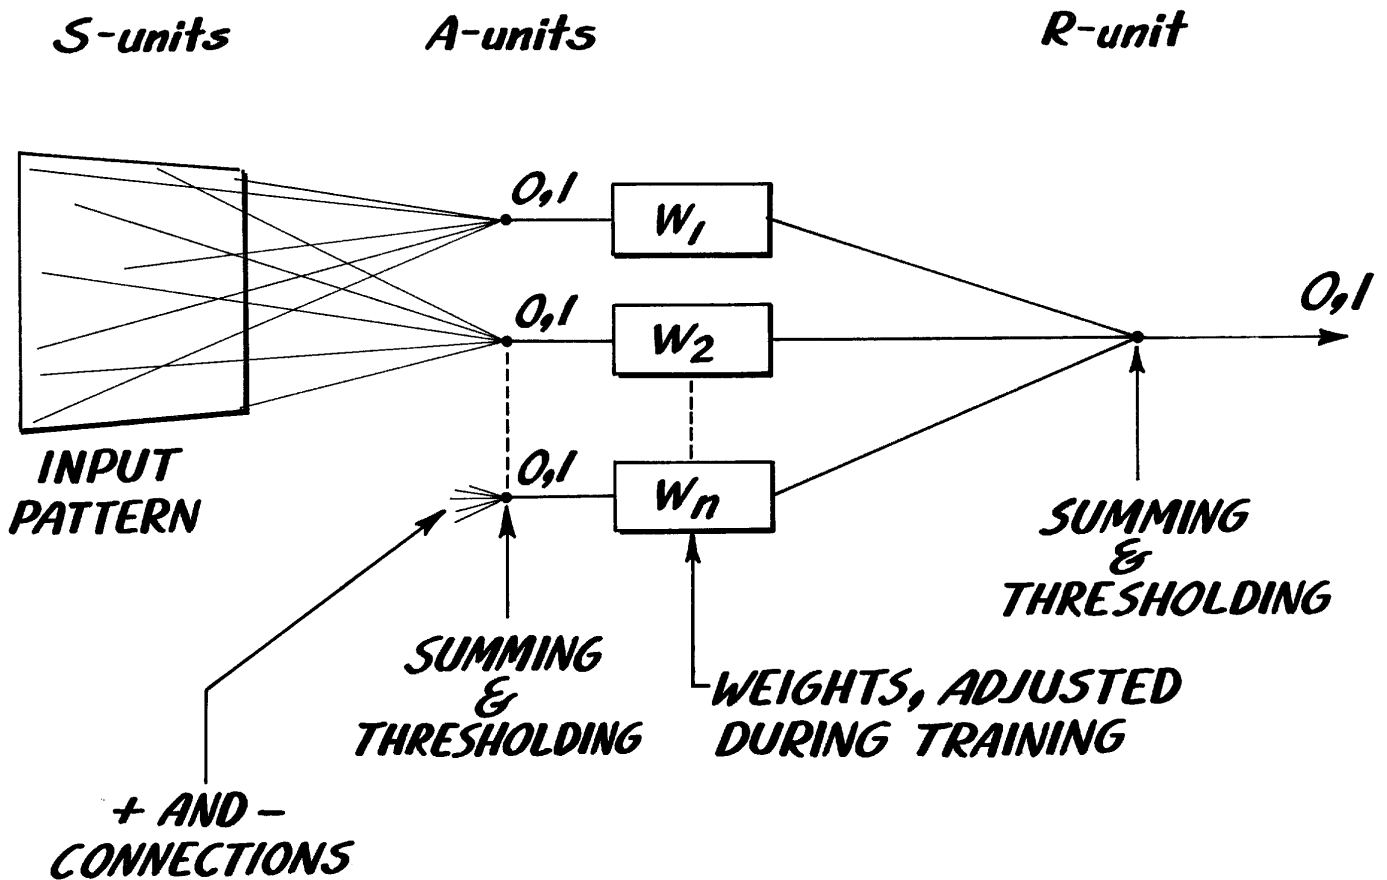 S-units A-units R-unit
0,1
W1
0,1
0,1
W2
0,1
Wn
INPUT
PATTERN
SUMMING
&
THRESHOLDING
SUMMING
&
THRESHOLDING
WEIGHTS, ADJUSTED
DURING TRAINING
+ AND -
CONNECTIONS